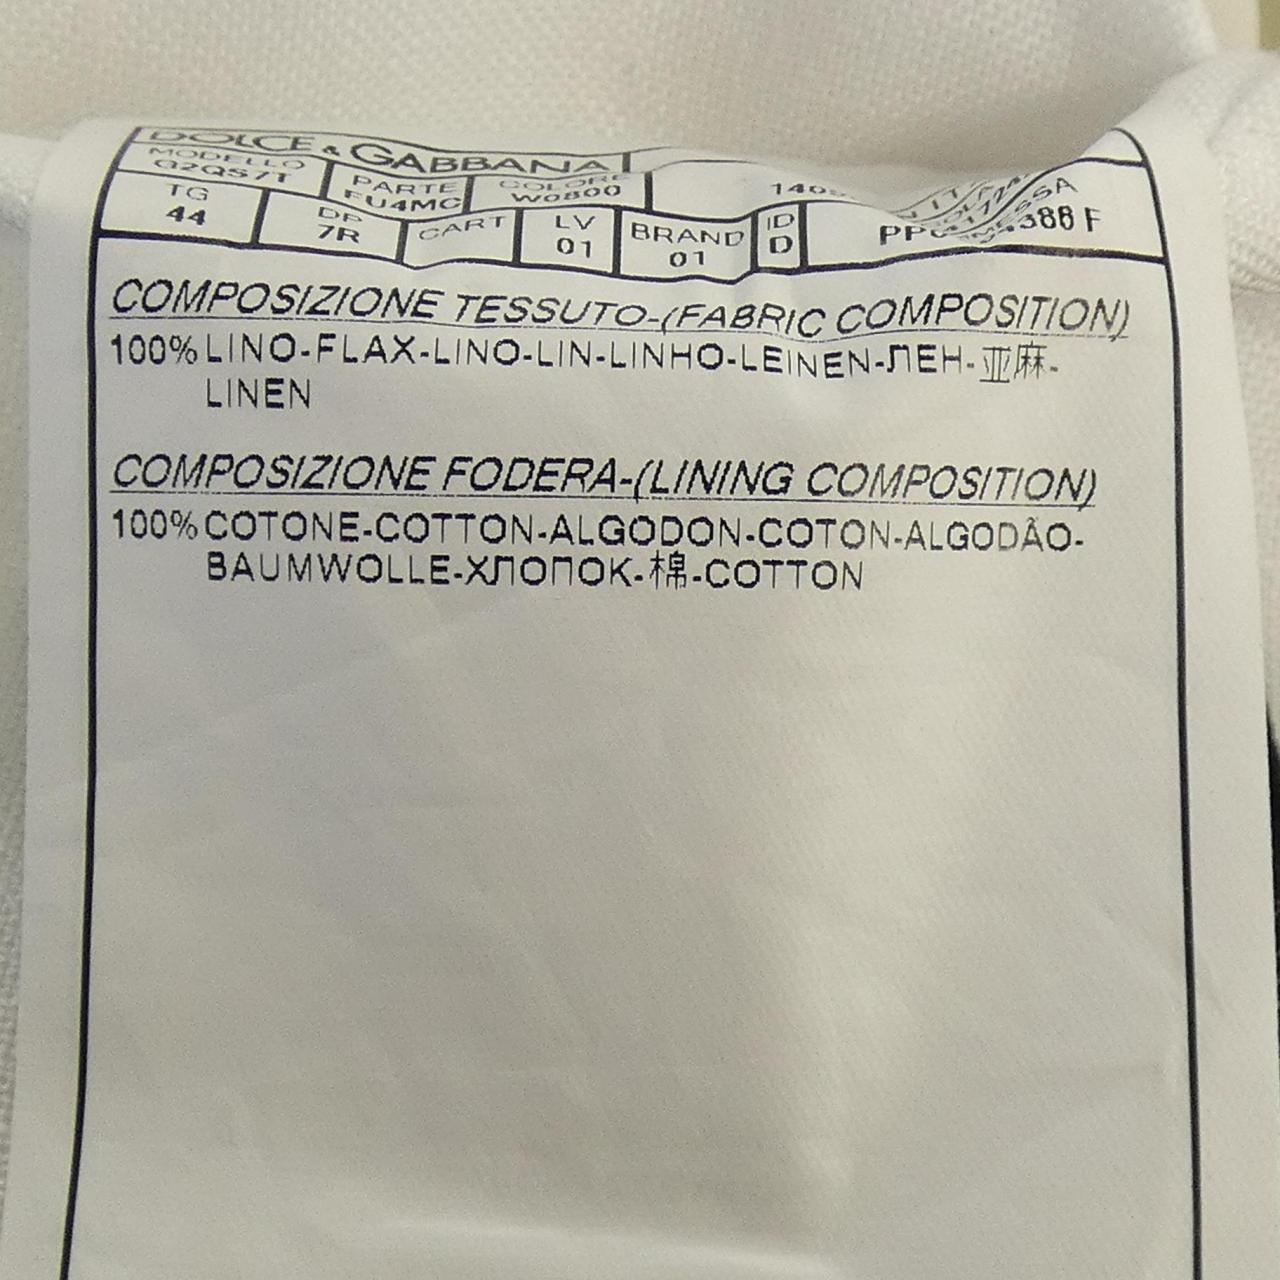 DOLCE & GABBANA
MODELLO PARTE COLORE
G2QS7T FU4MC W0800
TG DP CART LV BRAND ID
44 7R 01 01 D
COMPOSIZIONE TESSUTO-(FABRIC COMPOSITION)
100% LINO-FLAX-LINO-LIN-LINHO-LEINEN-ЛЕН-亚麻-
LINEN
COMPOSIZIONE FODERA-(LINING COMPOSITION)
100% COTONE-COTTON-ALGODON-COTON-ALGODÃO-
BAUMWOLLE-ХЛОПОК-棉-COTTON